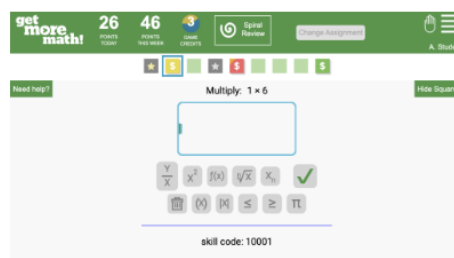 get more math!
26 POINTS TODAY
46 POINTS THIS WEEK
3 GAME CREDITS
Spiral Review
Change Assignment
A. Stude
$ $ $
Need help?
Multiply: 1 × 6
Hide Squar
Y/X x² f(x) ∜X Xₙ
(X) |X| ≤ ≥ π
skill code: 10001